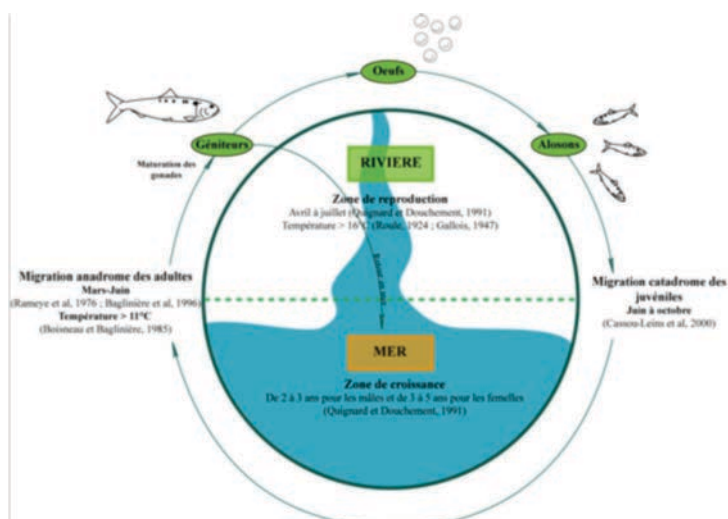 Oeufs
Géniteurs
Alosons
Maturation des
gonades
RIVIERE
Zone de reproduction
Avril à juillet (Quignard et Douchement, 1991)
Température > 16°C (Roule, 1924 ; Gallois, 1947)
Migration anadrome des adultes
Mars-Juin
(Rameye et al, 1976 ; Baglinière et al, 1996)
Température > 11°C
(Boisneau et Baglinière, 1985)
Retour en mer
Migration catadrome des
juvéniles
Juin à octobre
(Cassou-Leins et al, 2000)
MER
Zone de croissance
De 2 à 3 ans pour les mâles et de 3 à 5 ans pour les femelles
(Quignard et Douchement, 1991)